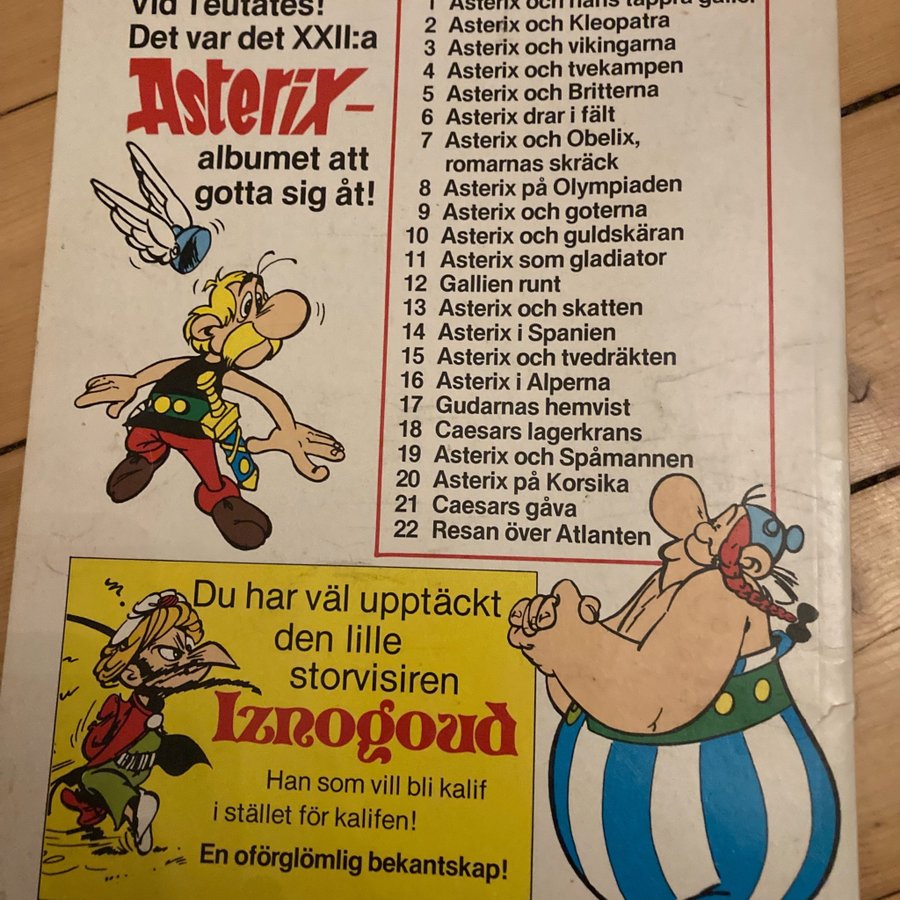 Vid Teutates!
Det var det XXII:a
Asterix–
albumet att
gotta sig åt!
1 Asterix och hans tappra galler
2 Asterix och Kleopatra
3 Asterix och vikingarna
4 Asterix och tvekampen
5 Asterix och Britterna
6 Asterix drar i fält
7 Asterix och Obelix,
romarnas skräck
8 Asterix på Olympiaden
9 Asterix och goterna
10 Asterix och guldskäran
11 Asterix som gladiator
12 Gallien runt
13 Asterix och skatten
14 Asterix i Spanien
15 Asterix och tvedräkten
16 Asterix i Alperna
17 Gudarnas hemvist
18 Caesars lagerkrans
19 Asterix och Spåmannen
20 Asterix på Korsika
21 Caesars gåva
22 Resan över Atlanten
Du har väl upptäckt
den lille
storvisiren
Iznogoud
Han som vill bli kalif
i stället för kalifen!
En oförglömlig bekantskap!